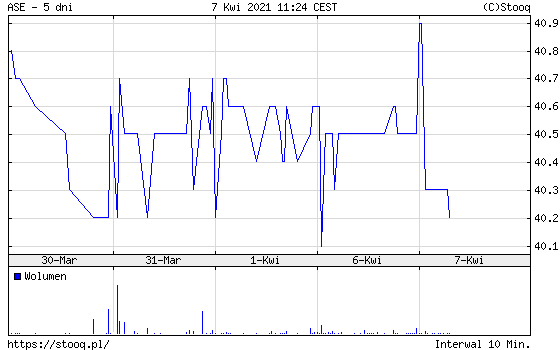 ASE - 5 dni 7 Kwi 2021 11:24 CEST (C)Stooq
40.9
40.8
40.7
40.6
40.5
40.4
40.3
40.2
40.1
30-Mar 31-Mar 1-Kwi 6-Kwi 7-Kwi
Wolumen
https://stooq.pl/ Interwal 10 Min.